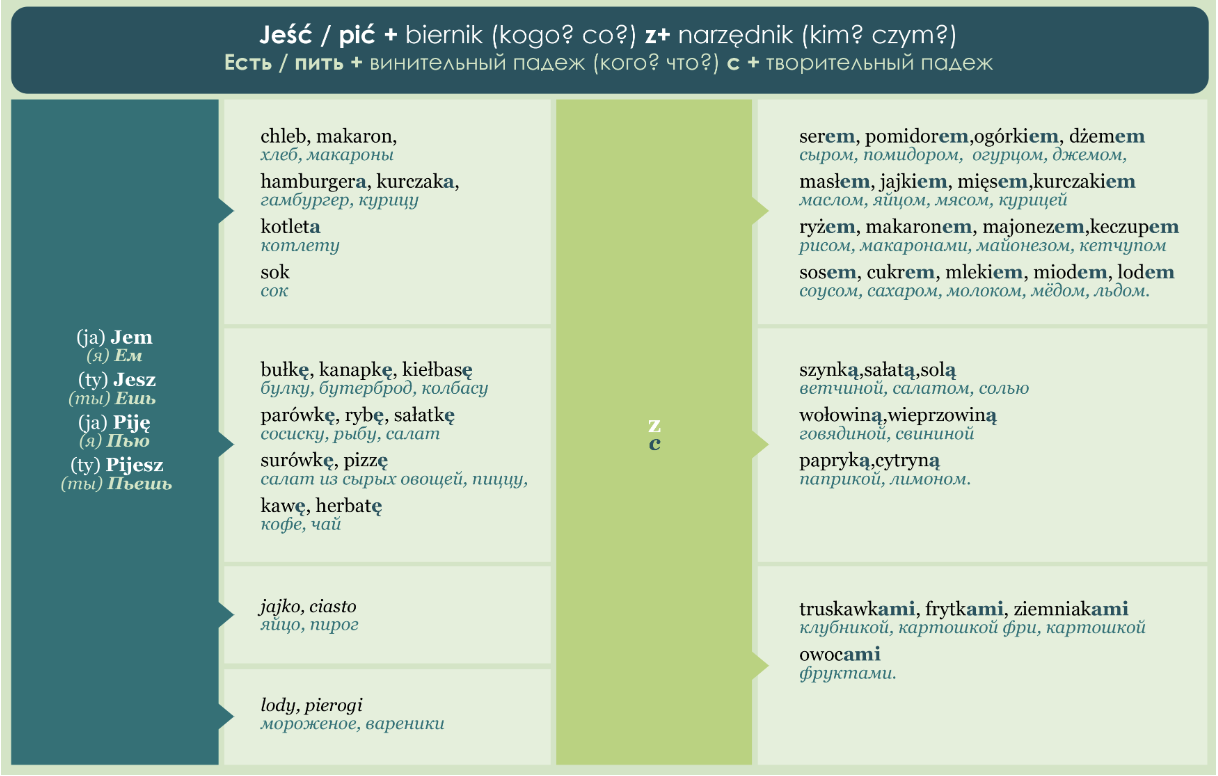 Jeść / pić + biernik (kogo? co?) z+ narzędnik (kim? czym?)
Есть / пить + винительный падеж (кого? что?) с + творительный падеж
(ja) Jem
(я) Ем
(ty) Jesz
(ты) Ешь
(ja) Piję
(я) Пью
(ty) Pijesz
(ты) Пьешь
chleb, makaron,
хлеб, макароны
hamburgera, kurczaka,
гамбургер, курицу
kotleta
котлету
sok
сок
bułkę, kanapkę, kiełbasę
булку, бутерброд, колбасу
parówkę, rybę, sałatkę
сосиску, рыбу, салат
surówkę, pizzę
салат из сырых овощей, пиццу,
kawę, herbatę
кофе, чай
jajko, ciasto
яйцо, пирог
lody, pierogi
мороженое, вареники
z
с
serem, pomidorem,ogórkiem, dżemem
сыром, помидором, огурцом, джемом,
masłem, jajkiem, mięsem,kurczakiem
маслом, яйцом, мясом, курицей
ryżem, makaronem, majonezem,keczupem
рисом, макаронами, майонезом, кетчупом
sosem, cukrem, mlekiem, miodem, lodem
соусом, сахаром, молоком, мёдом, льдом.
szynką,sałatą,solą
ветчиной, салатом, солью
wołowiną,wieprzowiną
говядиной, свининой
papryką,cytryną
паприкой, лимоном.
truskawkami, frytkami, ziemniakami
клубникой, картошкой фри, картошкой
owocami
фруктами.